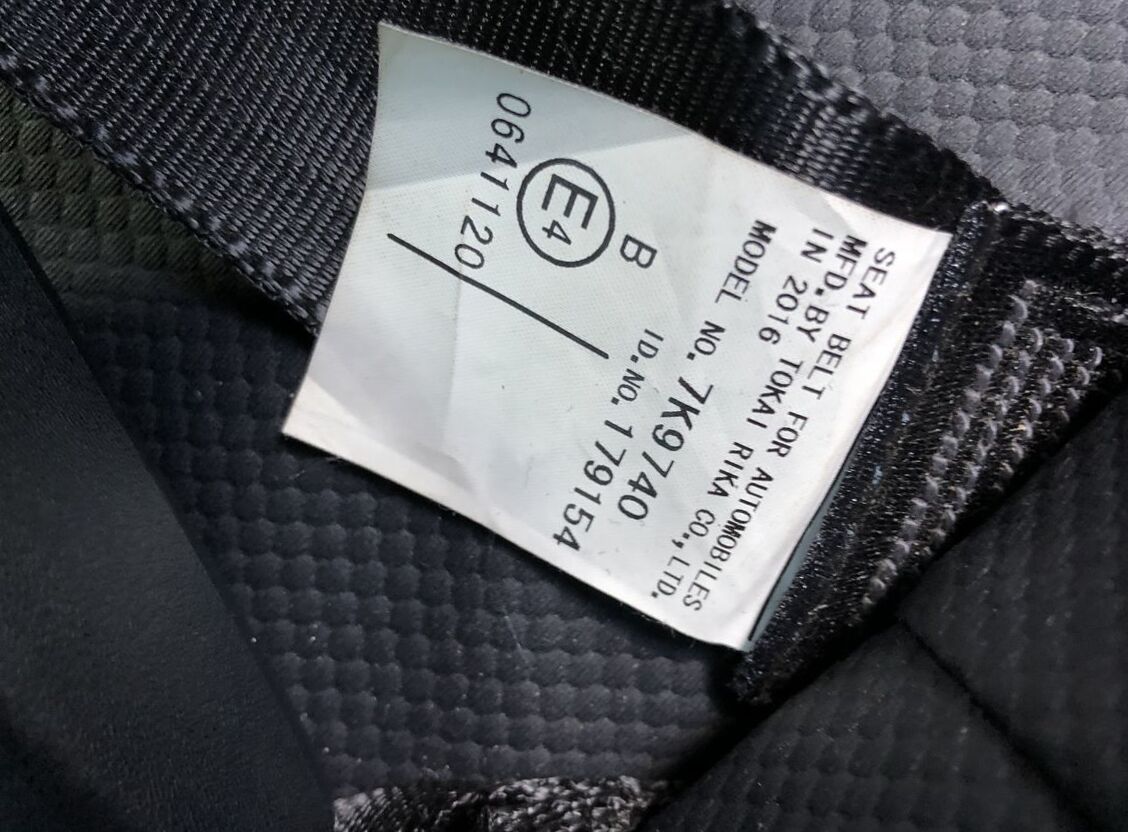 SEAT BELT FOR AUTOMOBILES
MFD. BY TOKAI RIKA CO., LTD.
IN 2016
MODEL NO. 7K9740
ID.NO. 179154
B
E4
0641120